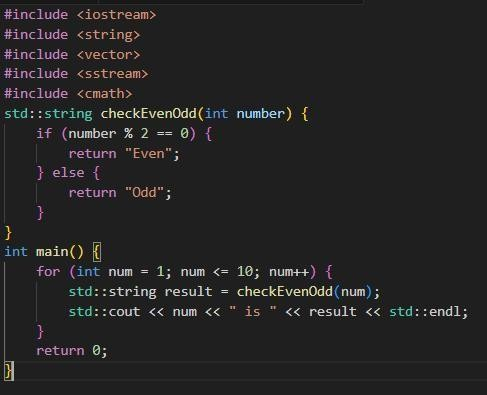 #include <iostream>
#include <string>
#include <vector>
#include <sstream>
#include <cmath>
std::string checkEvenOdd(int number) {
    if (number % 2 == 0) {
        return "Even";
    } else {
        return "Odd";
    }
}
int main() {
    for (int num = 1; num <= 10; num++) {
        std::string result = checkEvenOdd(num);
        std::cout << num << " is " << result << std::endl;
    }
    return 0;
}